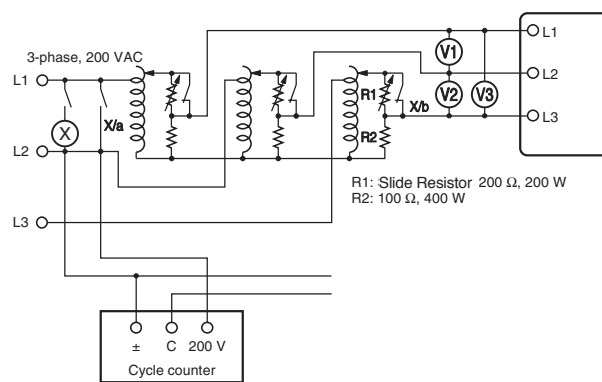 3-phase, 200 VAC
L1
L2
L3
X
X/a
R1
R2
X/b
V1
V2
V3
L1
L2
L3
R1: Slide Resistor 200 Ω, 200 W
R2: 100 Ω, 400 W
± C 200 V
Cycle counter